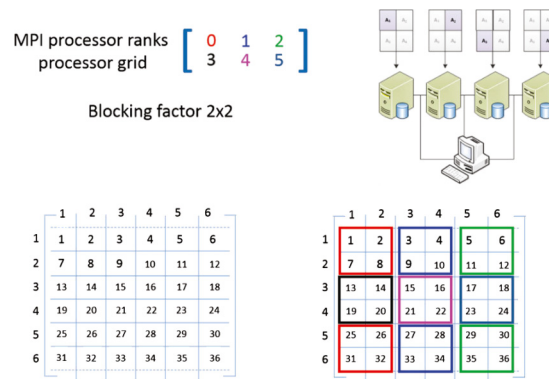 MPI processor ranks
processor grid
0 1 2
3 4 5
Blocking factor 2x2
1 2 3 4 5 6
1 1 2 3 4 5 6
2 7 8 9 10 11 12
3 13 14 15 16 17 18
4 19 20 21 22 23 24
5 25 26 27 28 29 30
6 31 32 33 34 35 36
1 2 3 4 5 6
1 1 2 3 4 5 6
2 7 8 9 10 11 12
3 13 14 15 16 17 18
4 19 20 21 22 23 24
5 25 26 27 28 29 30
6 31 32 33 34 35 36